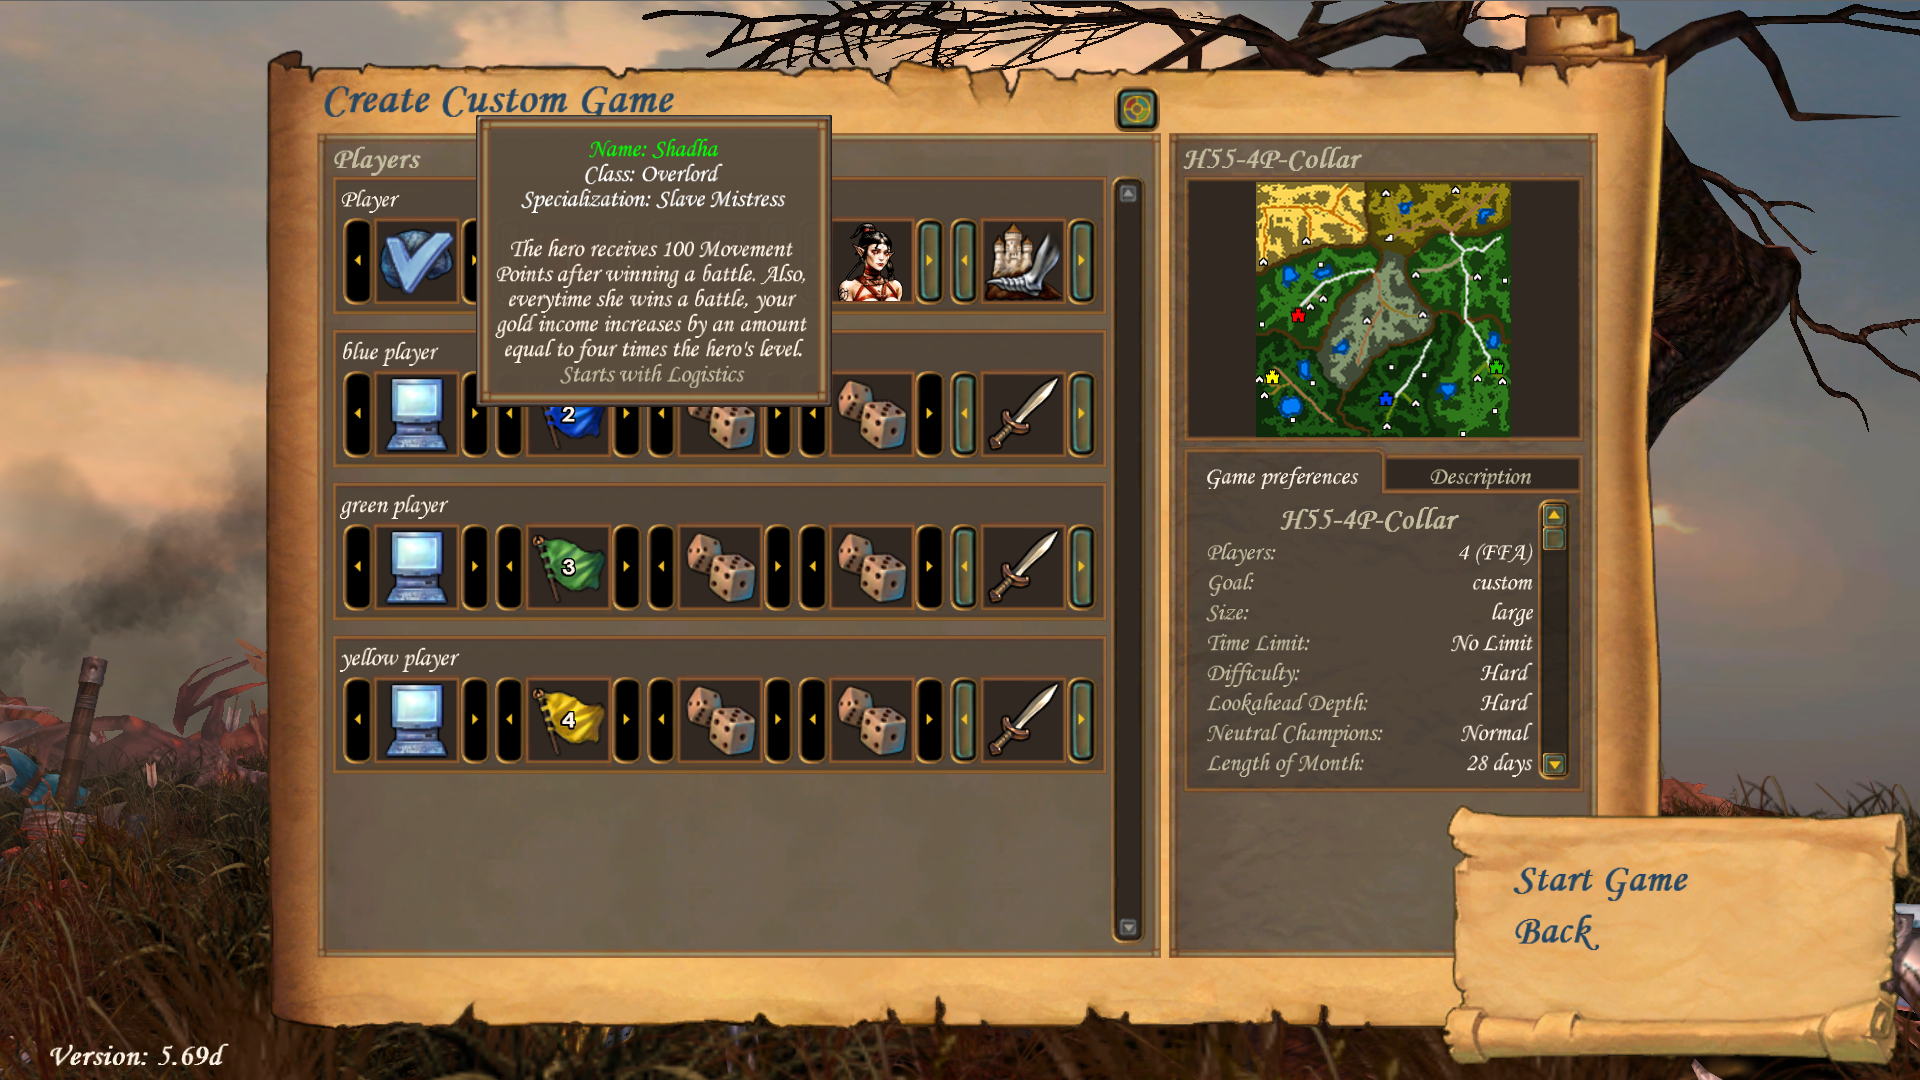 Create Custom Game
Players
Name: Shadha
Class: Overlord
Specialization: Slave Mistress
The hero receives 100 Movement
Points after winning a battle. Also,
everytime she wins a battle, your
gold income increases by an amount
equal to four times the hero's level.
Starts with Logistics
Player
blue player
2
green player
3
yellow player
4
H55-4P-Collar
Game preferences
Description
H55-4P-Collar
Players: 4 (FFA)
Goal: custom
Size: large
Time Limit: No Limit
Difficulty: Hard
Lookahead Depth: Hard
Neutral Champions: Normal
Length of Month: 28 days
Start Game
Back
Version: 5.69d